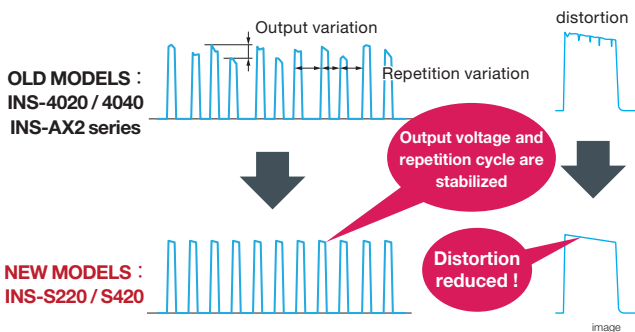 Output variation
distortion
OLD MODELS：
INS-4020 / 4040
INS-AX2 series
Repetition variation
Output voltage and
repetition cycle are
stabilized
NEW MODELS：
INS-S220 / S420
Distortion
reduced !
image